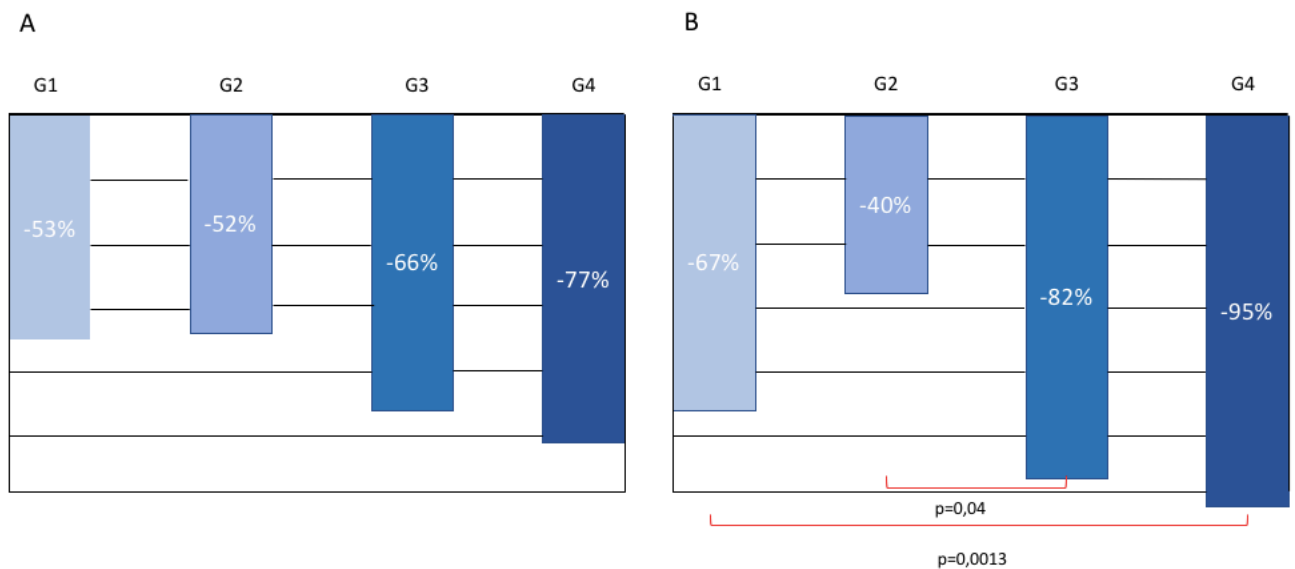 A
G1 G2 G3 G4
-53%
-52%
-66%
-77%
B
G1 G2 G3 G4
-67%
-40%
-82%
-95%
p=0,04
p=0,0013